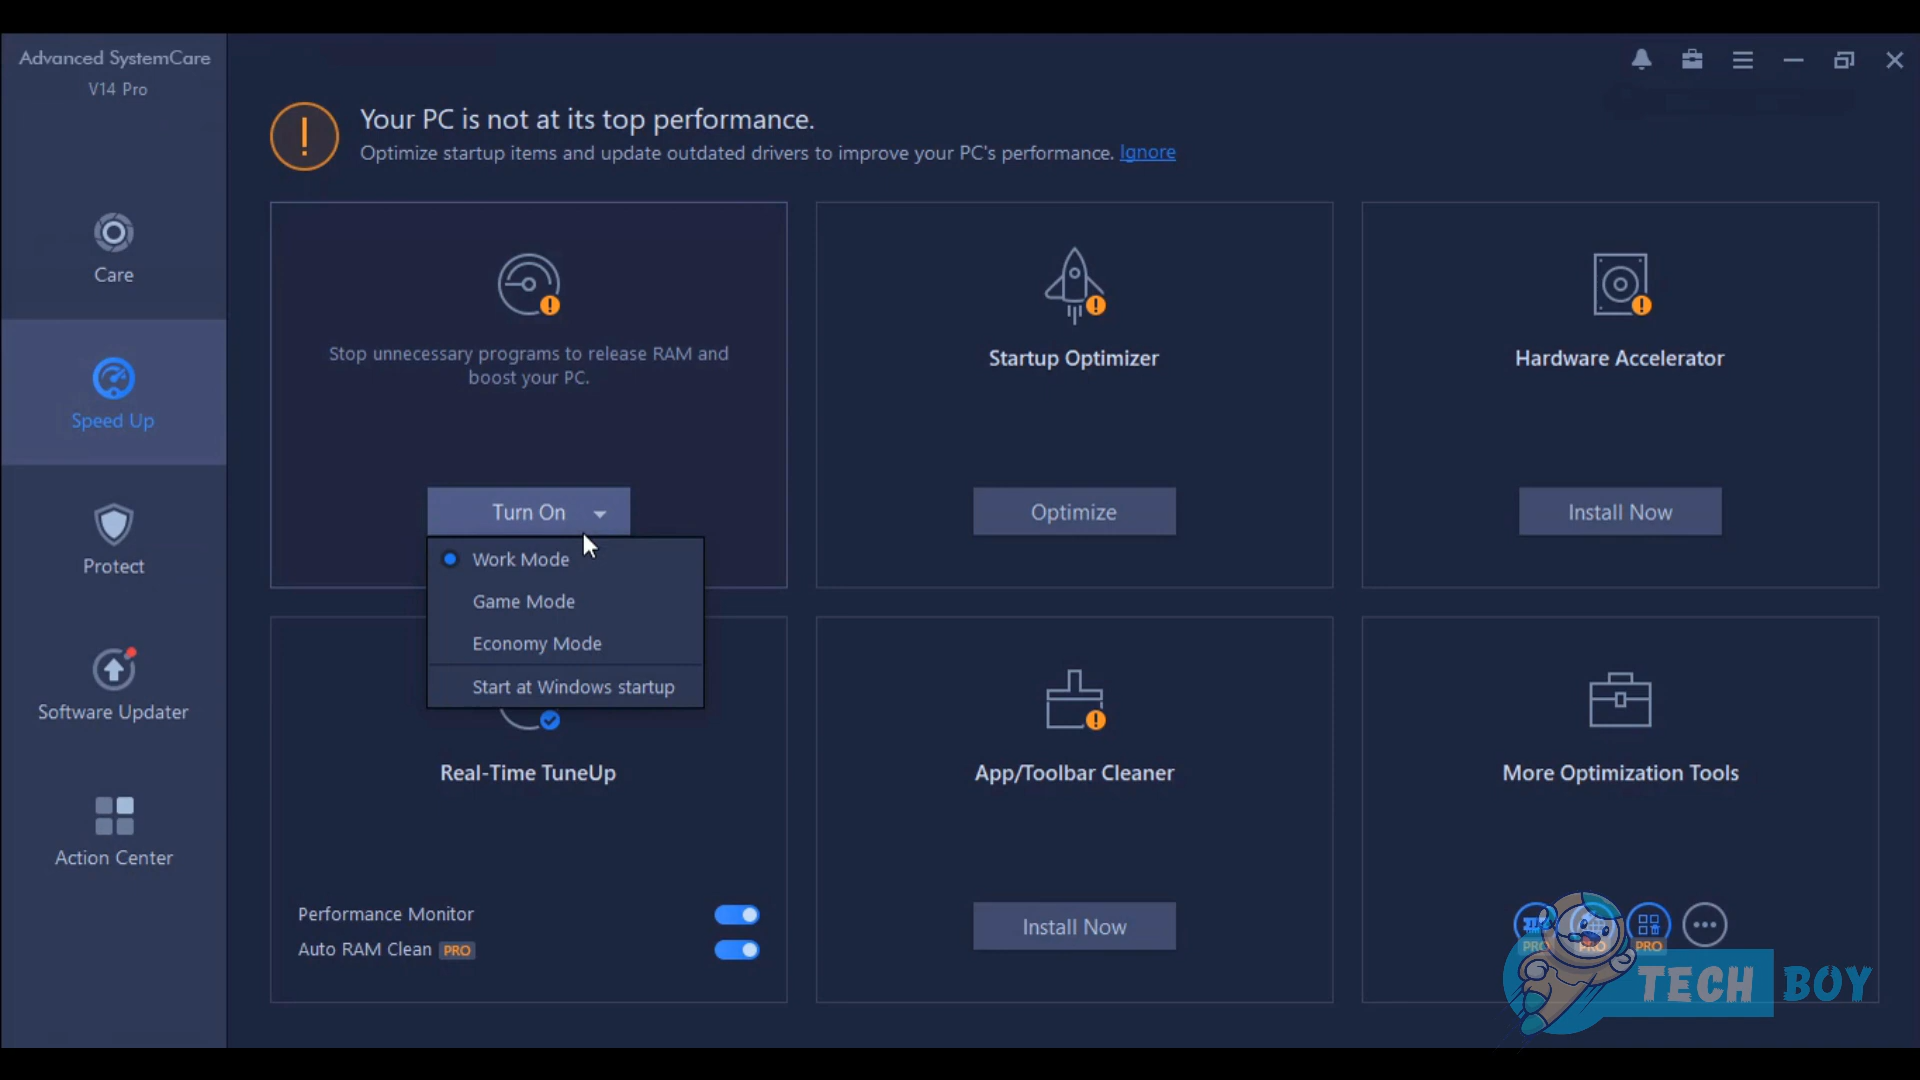 Advanced SystemCare
V14 Pro
Your PC is not at its top performance.
Optimize startup items and update outdated drivers to improve your PC's performance. Ignore
Care
Speed Up
Protect
Software Updater
Action Center
Stop unnecessary programs to release RAM and
boost your PC.
Turn On
Work Mode
Game Mode
Economy Mode
Start at Windows startup
Startup Optimizer
Optimize
Hardware Accelerator
Install Now
Real-Time TuneUp
Performance Monitor
Auto RAM Clean PRO
App/Toolbar Cleaner
Install Now
More Optimization Tools
PRO PRO PRO
TECH BOY